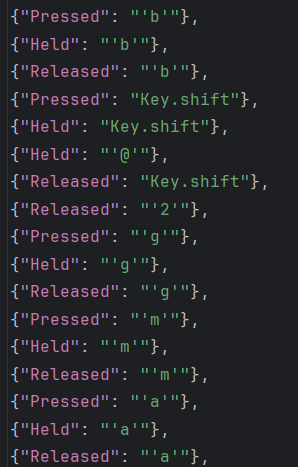 {"Pressed": "'b'"},
{"Held": "'b'"},
{"Released": "'b'"},
{"Pressed": "Key.shift"},
{"Held": "Key.shift"},
{"Held": "'@'"},
{"Released": "Key.shift"},
{"Released": "'2'"},
{"Pressed": "'g'"},
{"Held": "'g'"},
{"Released": "'g'"},
{"Pressed": "'m'"},
{"Held": "'m'"},
{"Released": "'m'"},
{"Pressed": "'a'"},
{"Held": "'a'"},
{"Released": "'a'"},